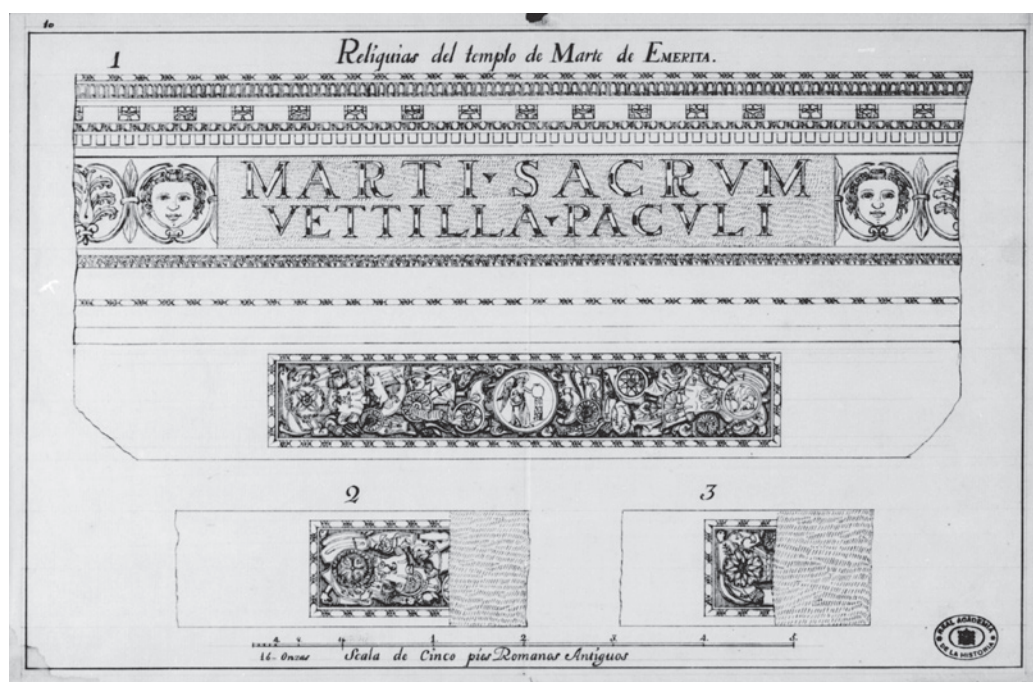 10
1
Reliquias del templo de Marte de EMERITA.
MARTI SACRVM
VETTILLA PACVLI
2
3
1 2 3 4 5
16 Onzas Scala de Cinco pies Romanos Antiguos
REAL ACADEMIA
DE LA HISTORIA